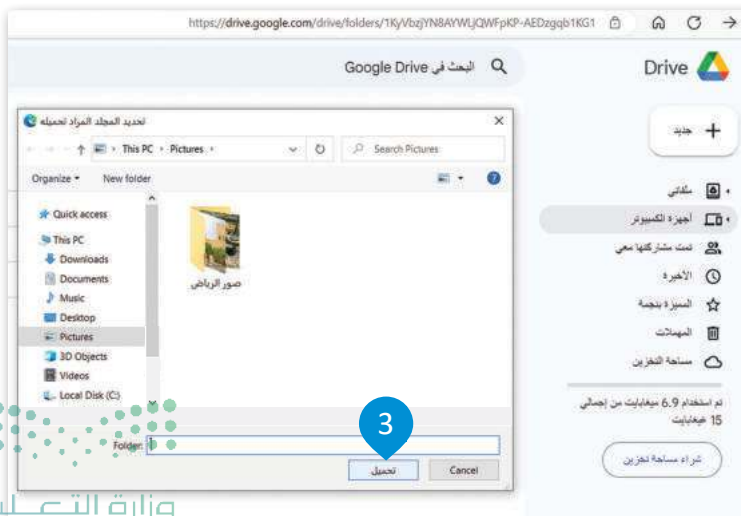 https://drive.google.com/drive/folders/1KyVbzjYN8AYWLjQWFpKP-AEDzgqb1KG1
Drive
البحث في Google Drive
جديد
ملفاتي
أجهزة الكمبيوتر
تمت مشاركتها معي
الأخيرة
المميزة بنجمة
المهملات
مساحة التخزين
تم استخدام 6.9 ميغابايت من إجمالي
15 غيغابايت
شراء مساحة تخزين
تحديد المجلد المراد تحميله
This PC › Pictures ›
Search Pictures
Organize
New folder
Quick access
This PC
Downloads
Documents
Music
Desktop
Pictures
3D Objects
Videos
Local Disk (C:)
صور الرياض
3
Folder:
تحميل
Cancel
وزارة التعليم